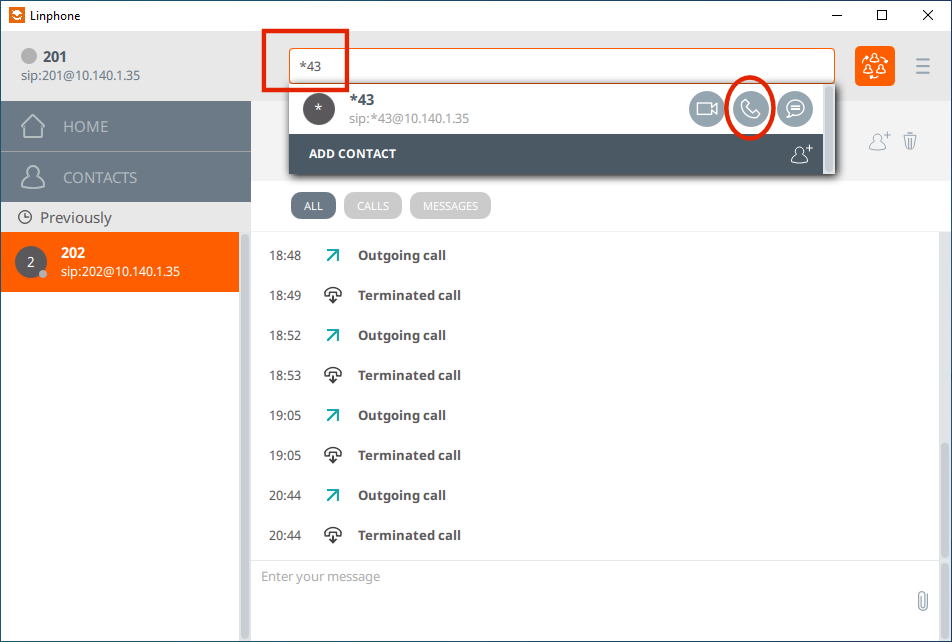 Linphone
201
sip:201@10.140.1.35
*43
*
*43
sip:*43@10.140.1.35
ADD CONTACT
HOME
CONTACTS
Previously
2
202
sip:202@10.140.1.35
ALL
CALLS
MESSAGES
18:48 Outgoing call
18:49 Terminated call
18:52 Outgoing call
18:53 Terminated call
19:05 Outgoing call
19:05 Terminated call
20:44 Outgoing call
20:44 Terminated call
Enter your message